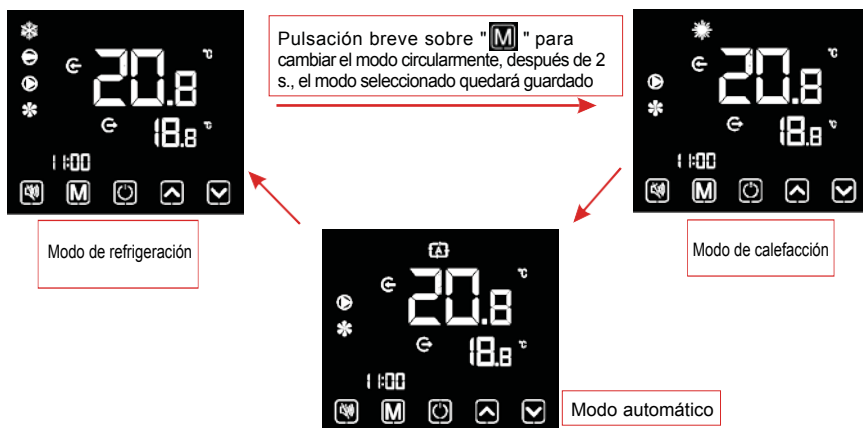 20.8 °C
18.8 °C
11:00
M
Pulsación breve sobre " M " para
cambiar el modo circularmente, después de 2
s., el modo seleccionado quedará guardado
20.8 °C
18.8 °C
11:00
M
Modo de refrigeración
Modo de calefacción
A
20.8 °C
18.8 °C
11:00
M
Modo automático